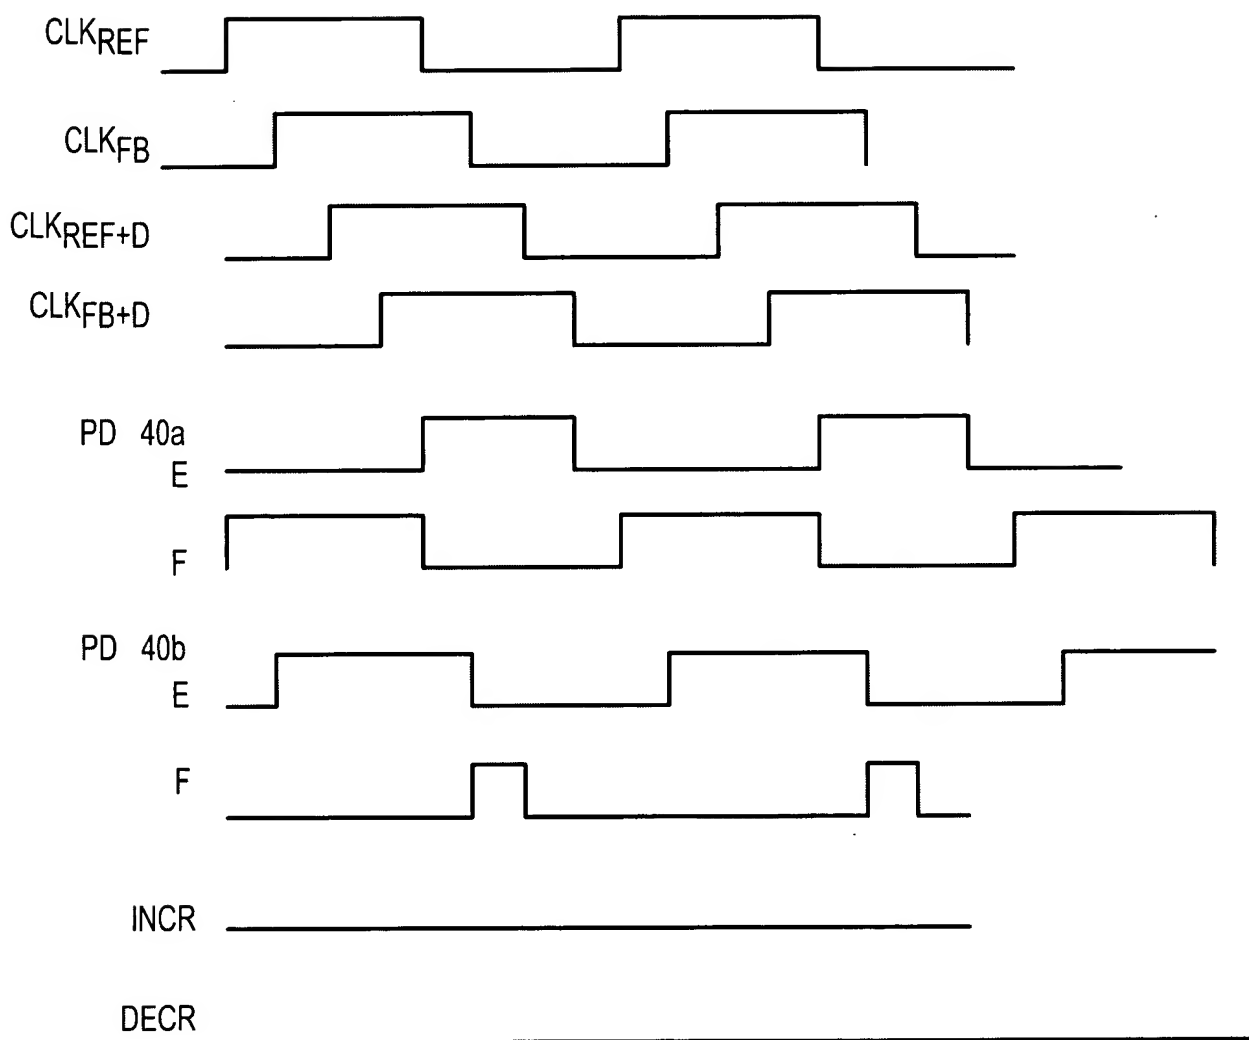 CLKREF
CLKFB
CLKREF+D
CLKFB+D
PD 40a
E
F
PD 40b
E
F
INCR
DECR